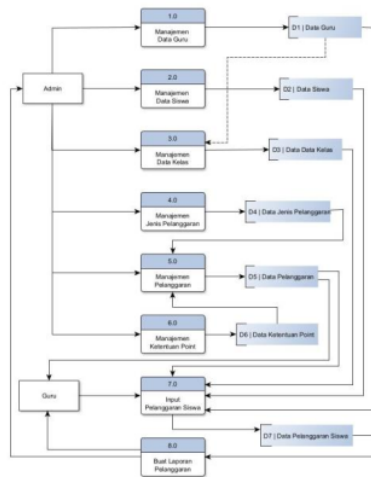 1.0
Manajemen
Data Guru
D1 | Data Guru
Admin
2.0
Manajemen
Data Siswa
D2 | Data Siswa
3.0
Manajemen
Data Kelas
D3 | Data Data Kelas
4.0
Manajemen
Jenis Pelanggaran
D4 | Data Jenis Pelanggaran
5.0
Manajemen
Pelanggaran
D5 | Data Pelanggaran
6.0
Manajemen
Ketentuan Point
D6 | Data Ketentuan Point
Guru
7.0
Input
Pelanggaran Siswa
D7 | Data Pelanggaran Siswa
8.0
Buat Laporan
Pelanggaran